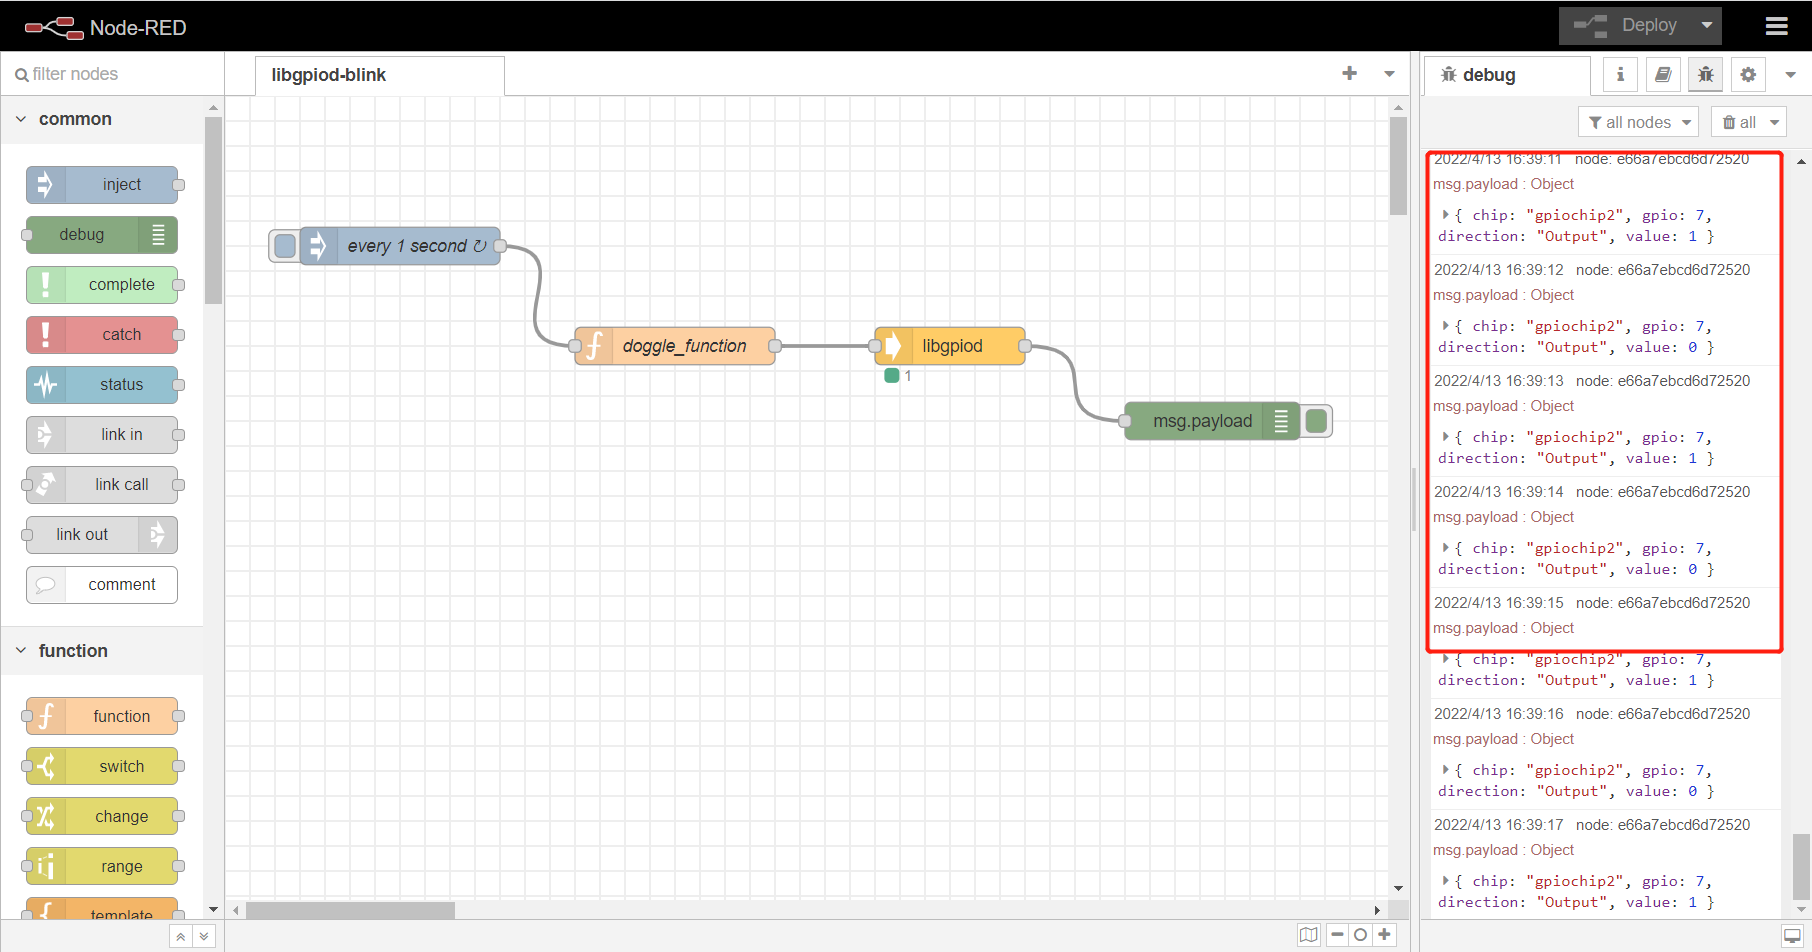 Node-RED
Deploy
filter nodes
libgpiod-blink
debug
all nodes
all
common
inject
debug
complete
catch
status
link in
link call
link out
comment
function
function
switch
change
range
template
every 1 second ↻
doggle_function
libgpiod
1
msg.payload
2022/4/13 16:39:11 node: e66a7ebcd6d72520
msg.payload : Object
{ chip: "gpiochip2", gpio: 7,
direction: "Output", value: 1 }
2022/4/13 16:39:12 node: e66a7ebcd6d72520
msg.payload : Object
{ chip: "gpiochip2", gpio: 7,
direction: "Output", value: 0 }
2022/4/13 16:39:13 node: e66a7ebcd6d72520
msg.payload : Object
{ chip: "gpiochip2", gpio: 7,
direction: "Output", value: 1 }
2022/4/13 16:39:14 node: e66a7ebcd6d72520
msg.payload : Object
{ chip: "gpiochip2", gpio: 7,
direction: "Output", value: 0 }
2022/4/13 16:39:15 node: e66a7ebcd6d72520
msg.payload : Object
{ chip: "gpiochip2", gpio: 7,
direction: "Output", value: 1 }
2022/4/13 16:39:16 node: e66a7ebcd6d72520
msg.payload : Object
{ chip: "gpiochip2", gpio: 7,
direction: "Output", value: 0 }
2022/4/13 16:39:17 node: e66a7ebcd6d72520
msg.payload : Object
{ chip: "gpiochip2", gpio: 7,
direction: "Output", value: 1 }